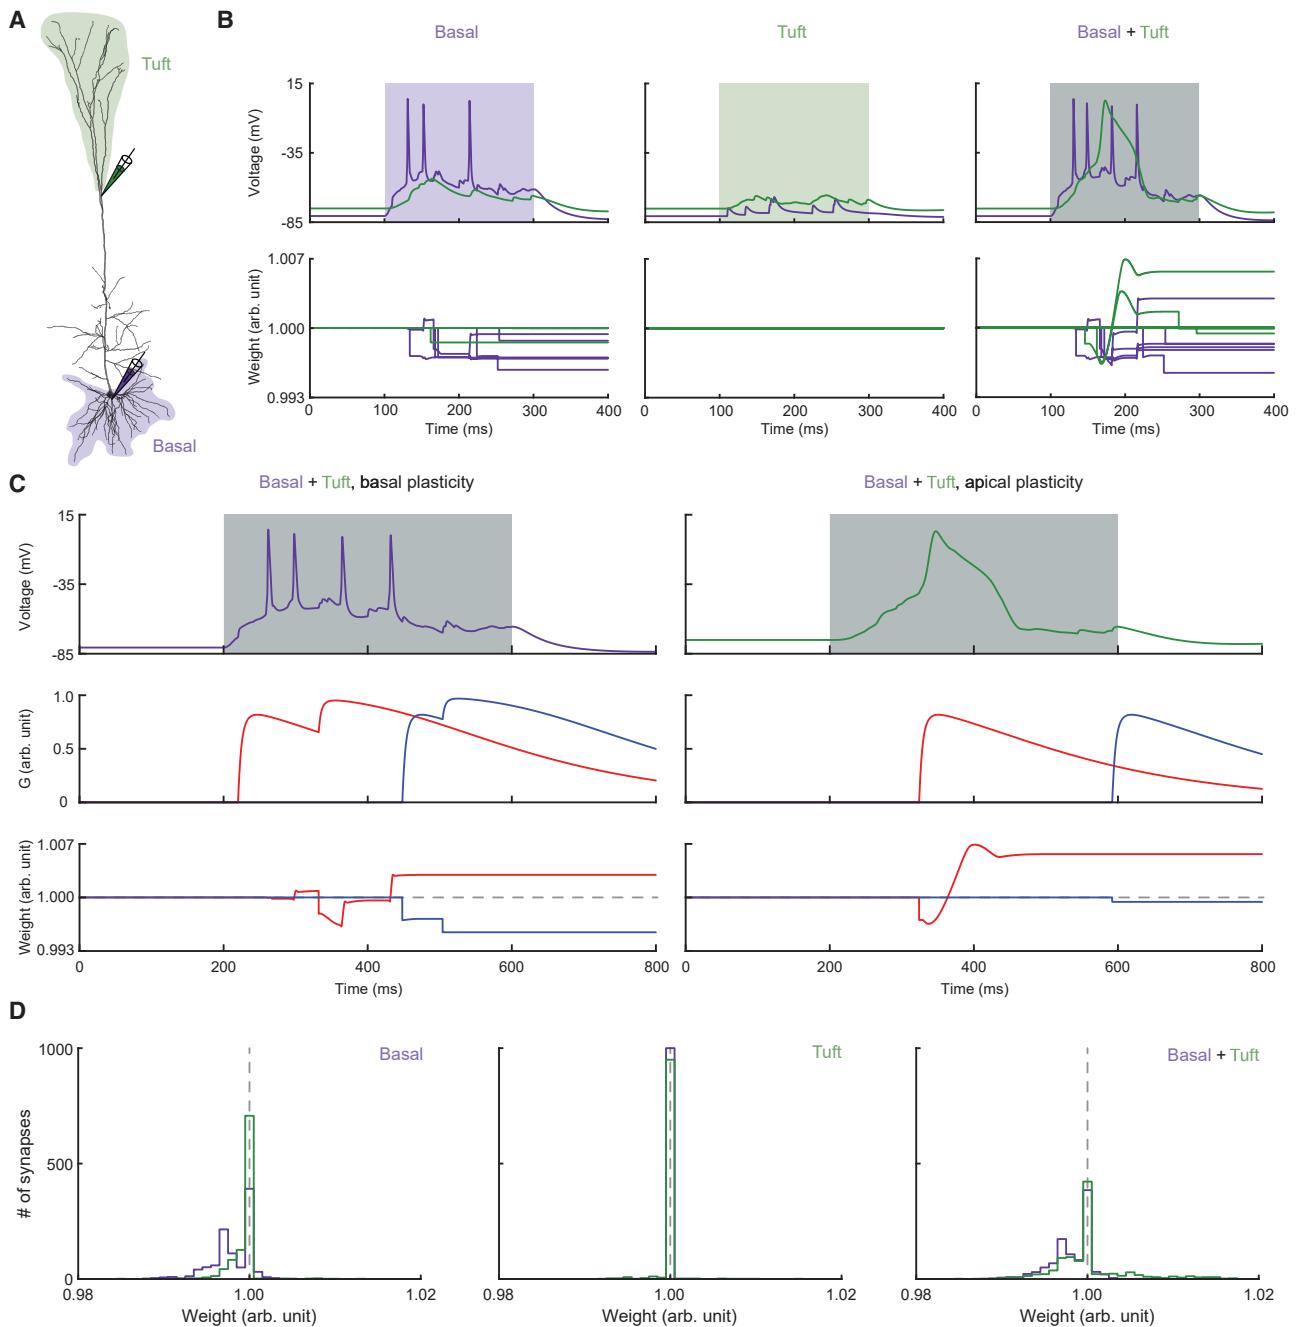 A
Tuft
Basal
B
Basal
Tuft
Basal + Tuft
Voltage (mV)
15
-35
-85
Weight (arb. unit)
1.007
1.000
0.993
0 100 200 300 400
Time (ms)
0 100 200 300 400
Time (ms)
0 100 200 300 400
Time (ms)
C
Basal + Tuft, basal plasticity
Basal + Tuft, apical plasticity
Voltage (mV)
15
-35
-85
G (arb. unit)
1.0
0.5
0
Weight (arb. unit)
1.007
1.000
0.993
0 200 400 600 800
Time (ms)
0 200 400 600 800
Time (ms)
D
Basal
Tuft
Basal + Tuft
# of synapses
1000
500
0
0.98 1.00 1.02
Weight (arb. unit)
0.98 1.00 1.02
Weight (arb. unit)
0.98 1.00 1.02
Weight (arb. unit)